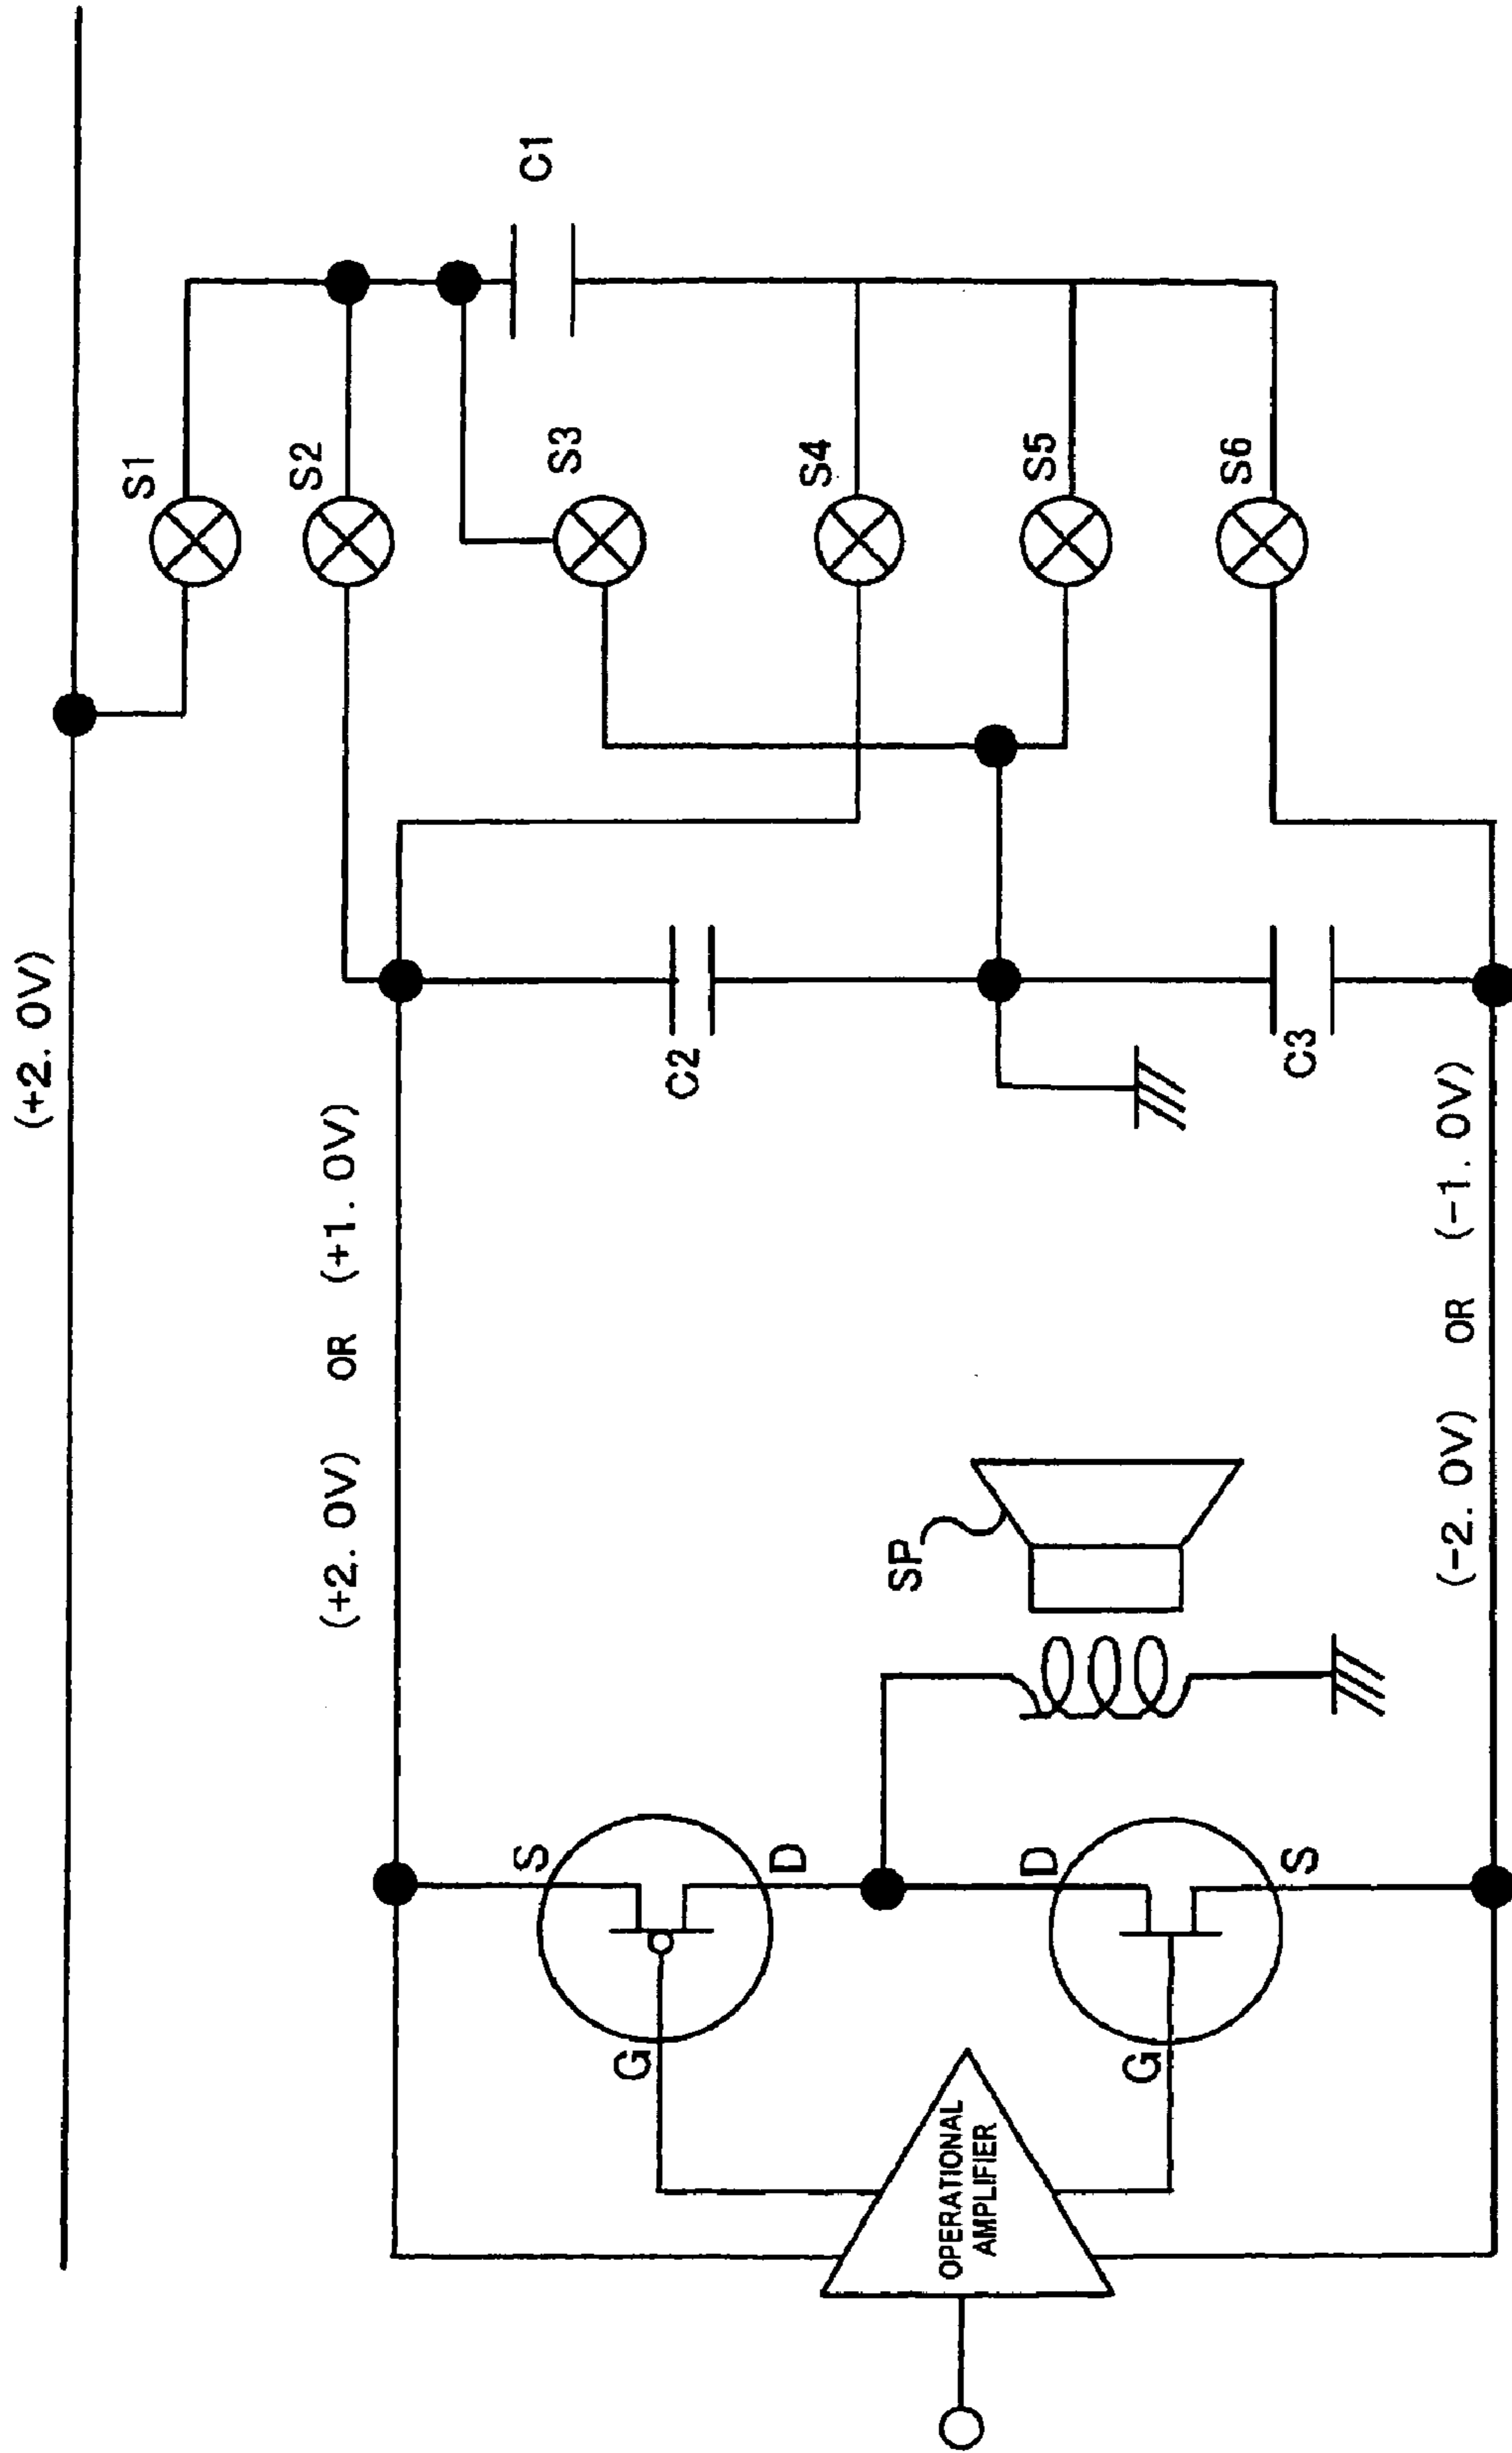 (+2. 0V)
(+2. 0V) OR (+1. 0V)
S1
S2
S3
C1
S4
S5
S6
C2
C3
SP
S
D
G
D
S
G
OPERATIONAL
AMPLIFIER
(-2. 0V) OR (-1. 0V)